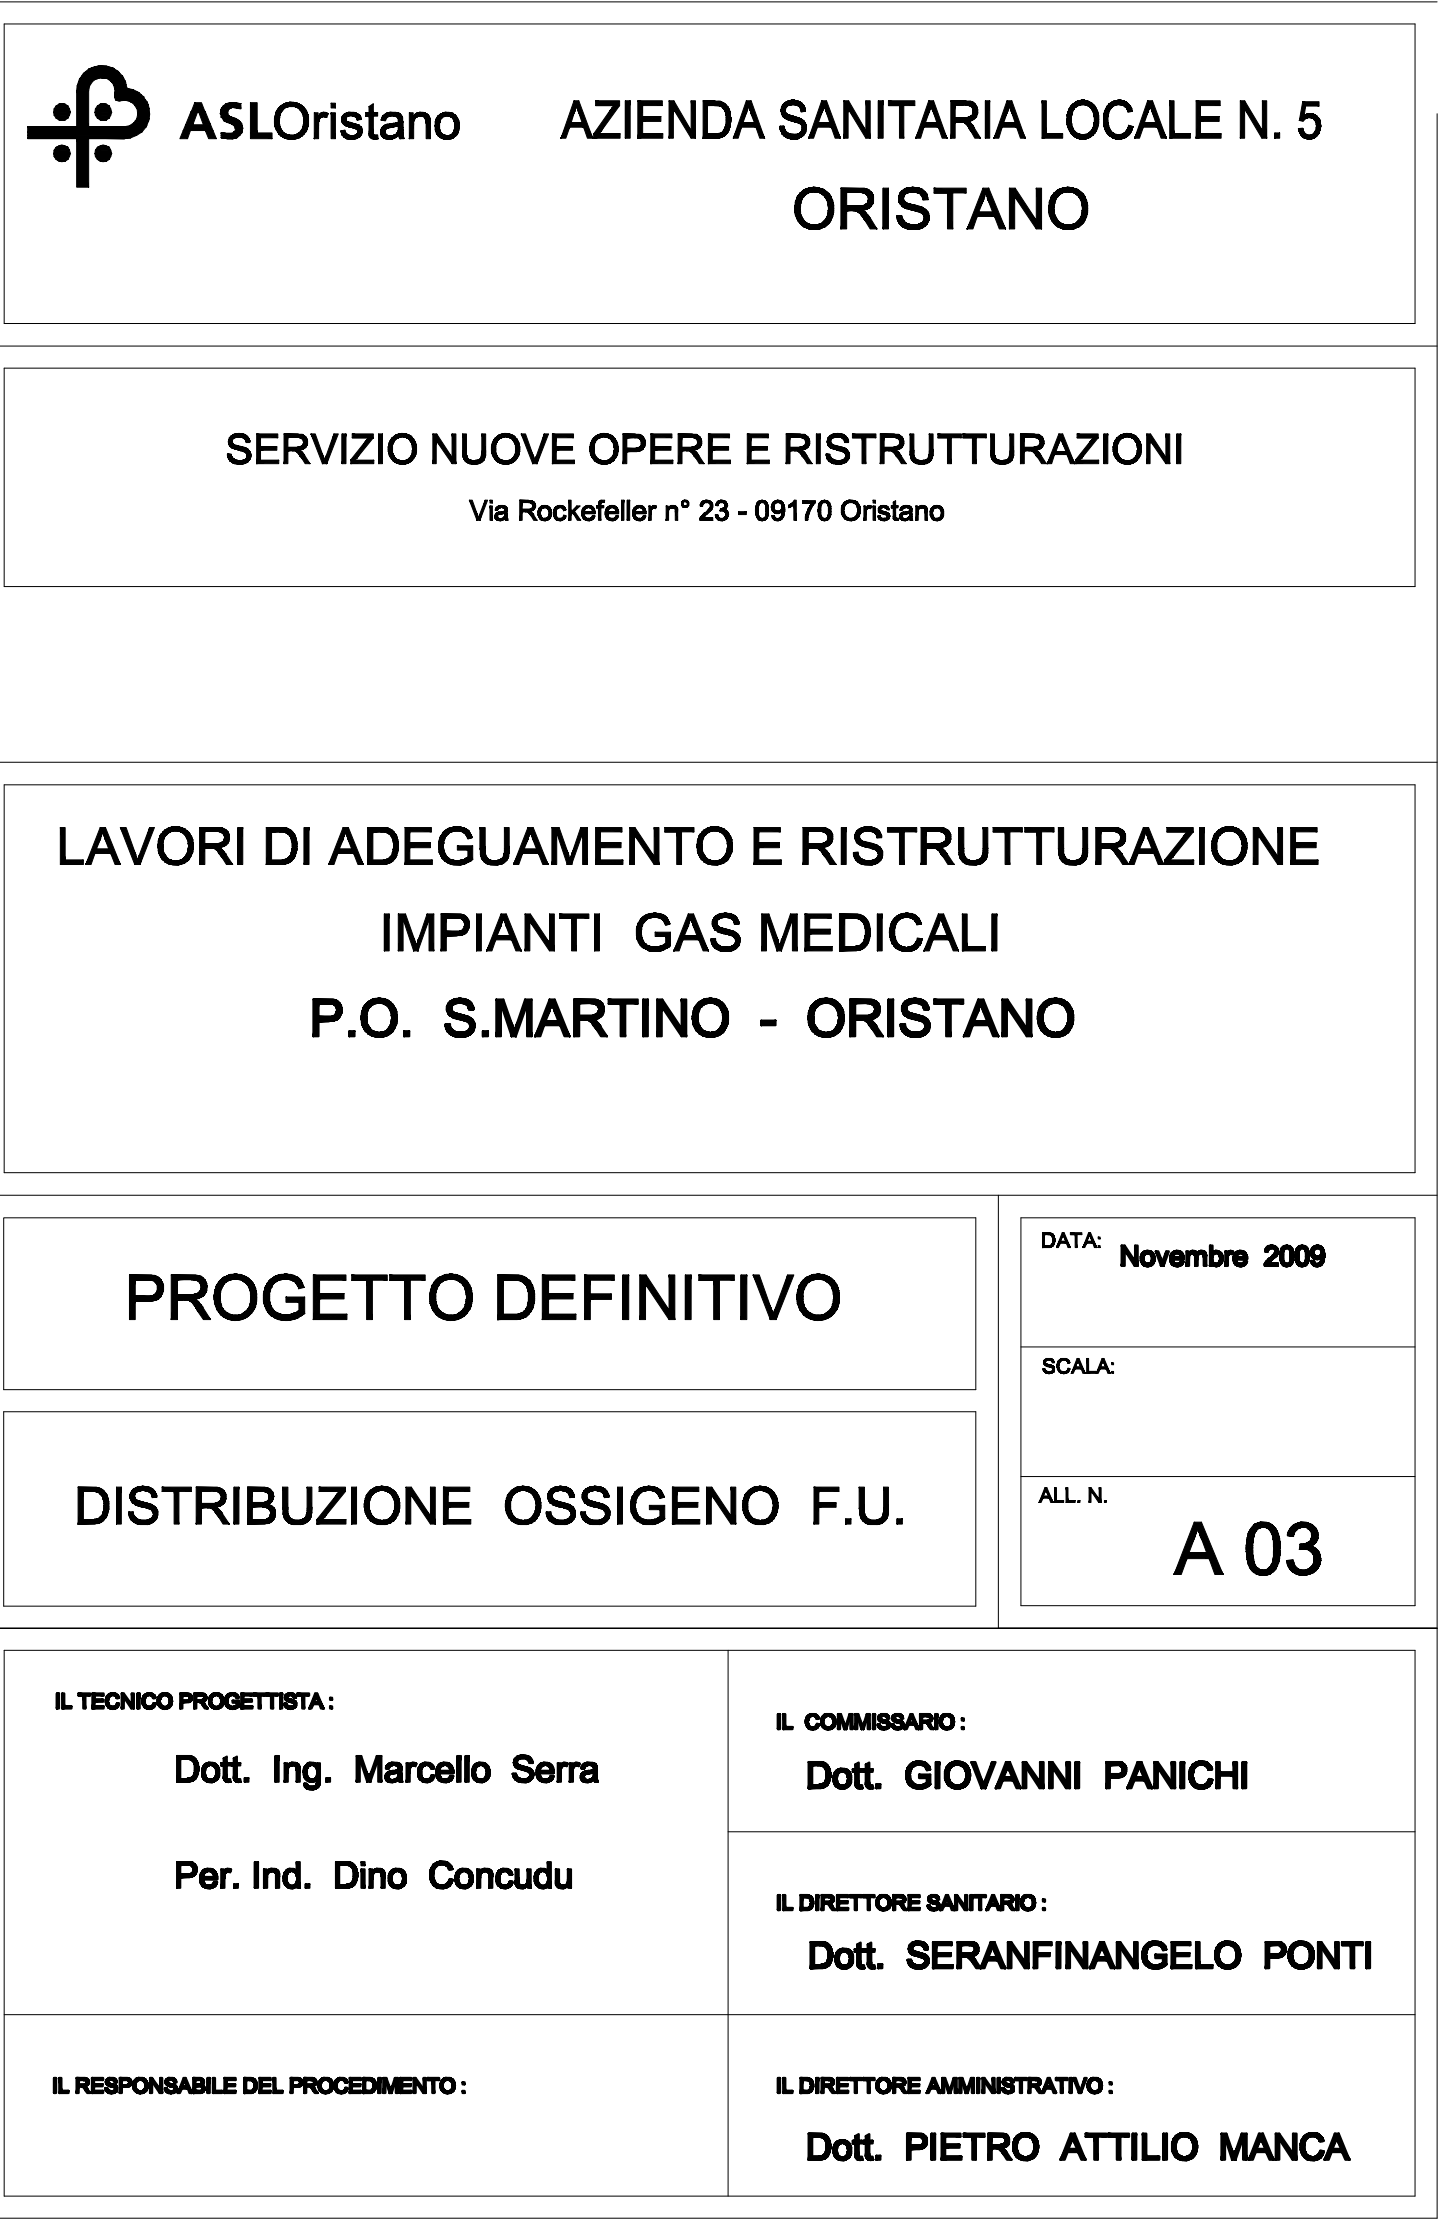 ASLOristano
AZIENDA SANITARIA LOCALE N. 5
ORISTANO
SERVIZIO NUOVE OPERE E RISTRUTTURAZIONI
Via Rockefeller n° 23 - 09170 Oristano
LAVORI DI ADEGUAMENTO E RISTRUTTURAZIONE
IMPIANTI GAS MEDICALI
P.O. S.MARTINO - ORISTANO
PROGETTO DEFINITIVO
DISTRIBUZIONE OSSIGENO F.U.
DATA: Novembre 2009
SCALA:
ALL. N.
A 03
IL TECNICO PROGETTISTA :
Dott. Ing. Marcello Serra
Per. Ind. Dino Concudu
IL RESPONSABILE DEL PROCEDIMENTO :
IL COMMISSARIO :
Dott. GIOVANNI PANICHI
IL DIRETTORE SANITARIO :
Dott. SERANFINANGELO PONTI
IL DIRETTORE AMMINISTRATIVO :
Dott. PIETRO ATTILIO MANCA